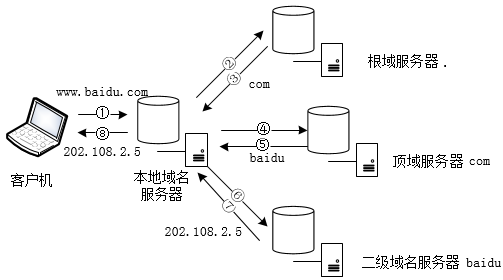 ②
③
com
根域服务器.
www.baidu.com
①
⑧
202.108.2.5
客户机
本地域名
服务器
④
⑤
baidu
顶域服务器 com
⑥
⑦
202.108.2.5
二级域名服务器 baidu